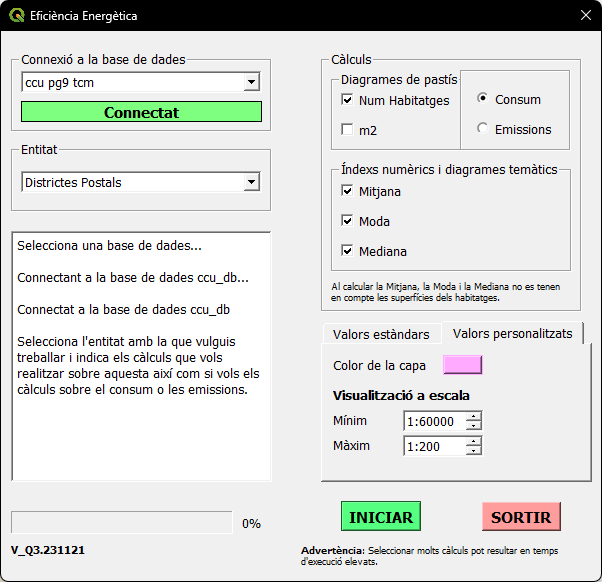 Eficiència Energètica
Connexió a la base de dades
ccu pg9 tcm
Connectat
Entitat
Districtes Postals
Selecciona una base de dades...
Connectant a la base de dades ccu_db...
Connectat a la base de dades ccu_db
Selecciona l'entitat amb la que vulguis
treballar i indica els càlculs que vols
realitzar sobre aquesta així com si vols els
càlculs sobre el consum o les emissions.
0%
V_Q3.231121
Càlculs
Diagrames de pastís
Num Habitatges
m2
Consum
Emissions
Índexs numèrics i diagrames temàtics
Mitjana
Moda
Mediana
Al calcular la Mitjana, la Moda i la Mediana no es tenen
en compte les superfícies dels habitatges.
Valors estàndars
Valors personalitzats
Color de la capa
Visualització a escala
Mínim
1:60000
Màxim
1:200
INICIAR
SORTIR
Advertència: Seleccionar molts càlculs pot resultar en temps
d'execució elevats.